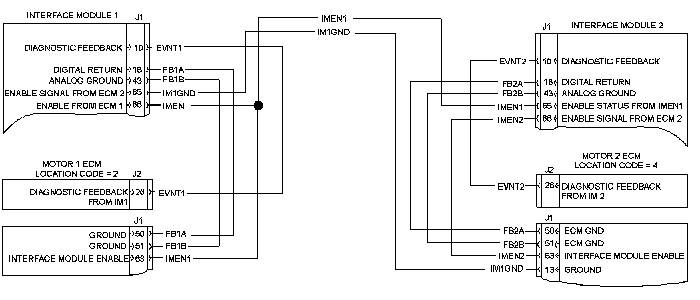 INTERFACE MODULE 1 J1
DIAGNOSTIC FEEDBACK 10 EVNT1
DIGITAL RETURN 18 FB1A
ANALOG GROUND 43 FB1B
ENABLE SIGNAL FROM ECM 2 65 IM1GND
ENABLE FROM ECM 1 66 IMEN
IMEN1
IM1GND
J1 INTERFACE MODULE 2
EVNT2 10 DIAGNOSTIC FEEDBACK
FB2A 18 DIGITAL RETURN
FB2B 43 ANALOG GROUND
IMEN1 65 ENABLE STATUS FROM IMEN1
IMEN2 66 ENABLE SIGNAL FROM ECM 2
MOTOR 1 ECM
LOCATION CODE = 2 J2
DIAGNOSTIC FEEDBACK 26 EVNT1
FROM IM1
J1
GROUND 50 FB1A
GROUND 51 FB1B
INTERFACE MODULE ENABLE 63 IMEN1
MOTOR 2 ECM
J2 LOCATION CODE = 4
EVNT2 26 DIAGNOSTIC FEEDBACK
FROM IM 2
J1
FB2A 50 ECM GND
FB2B 51 ECM GND
IMEN2 63 INTERFACE MODULE ENABLE
IM1GND 13 GROUND